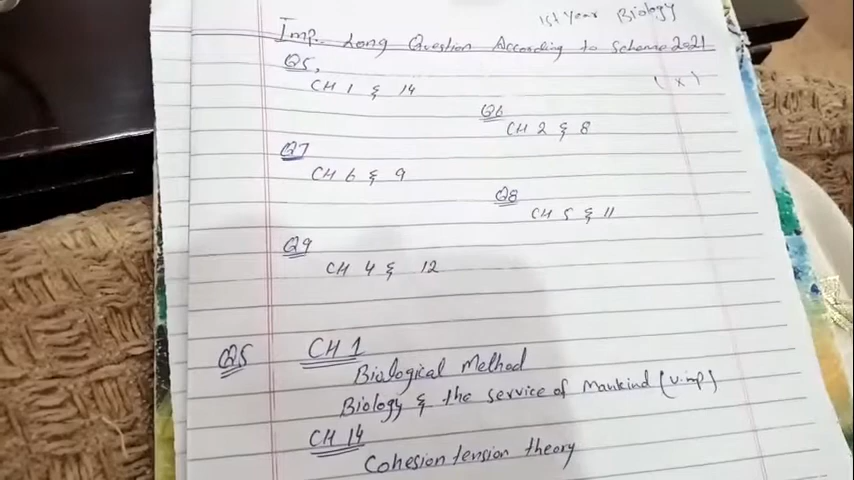 1st Year Biology
Imp. Long Question According to Scheme 2021
(x)
Q5,
CH 1 & 14
Q6
CH 2 & 8
Q7
CH 6 & 9
Q8
CH 5 & 11
Q9
CH 4 & 12
Q5 CH 1
Biological Method
Biology & the service of Mankind (v.imp)
CH 14
Cohesion tension theory